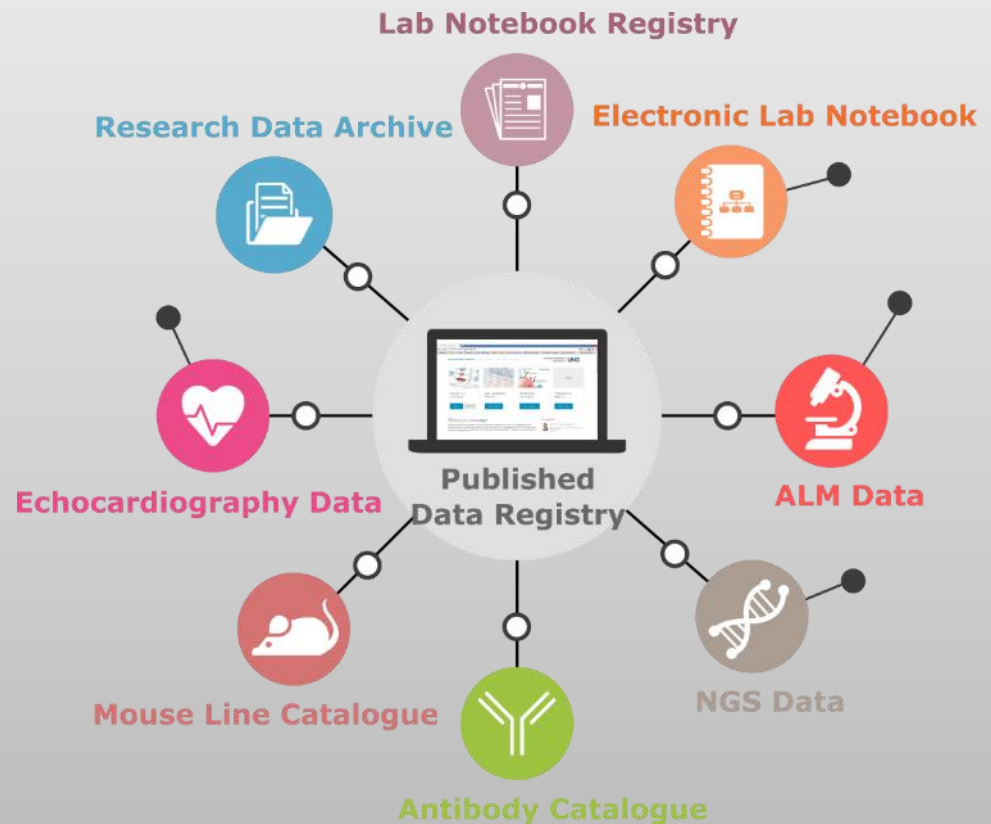 Lab Notebook Registry
Research Data Archive
Electronic Lab Notebook
Published
Data Registry
Echocardiography Data
ALM Data
Mouse Line Catalogue
NGS Data
Antibody Catalogue